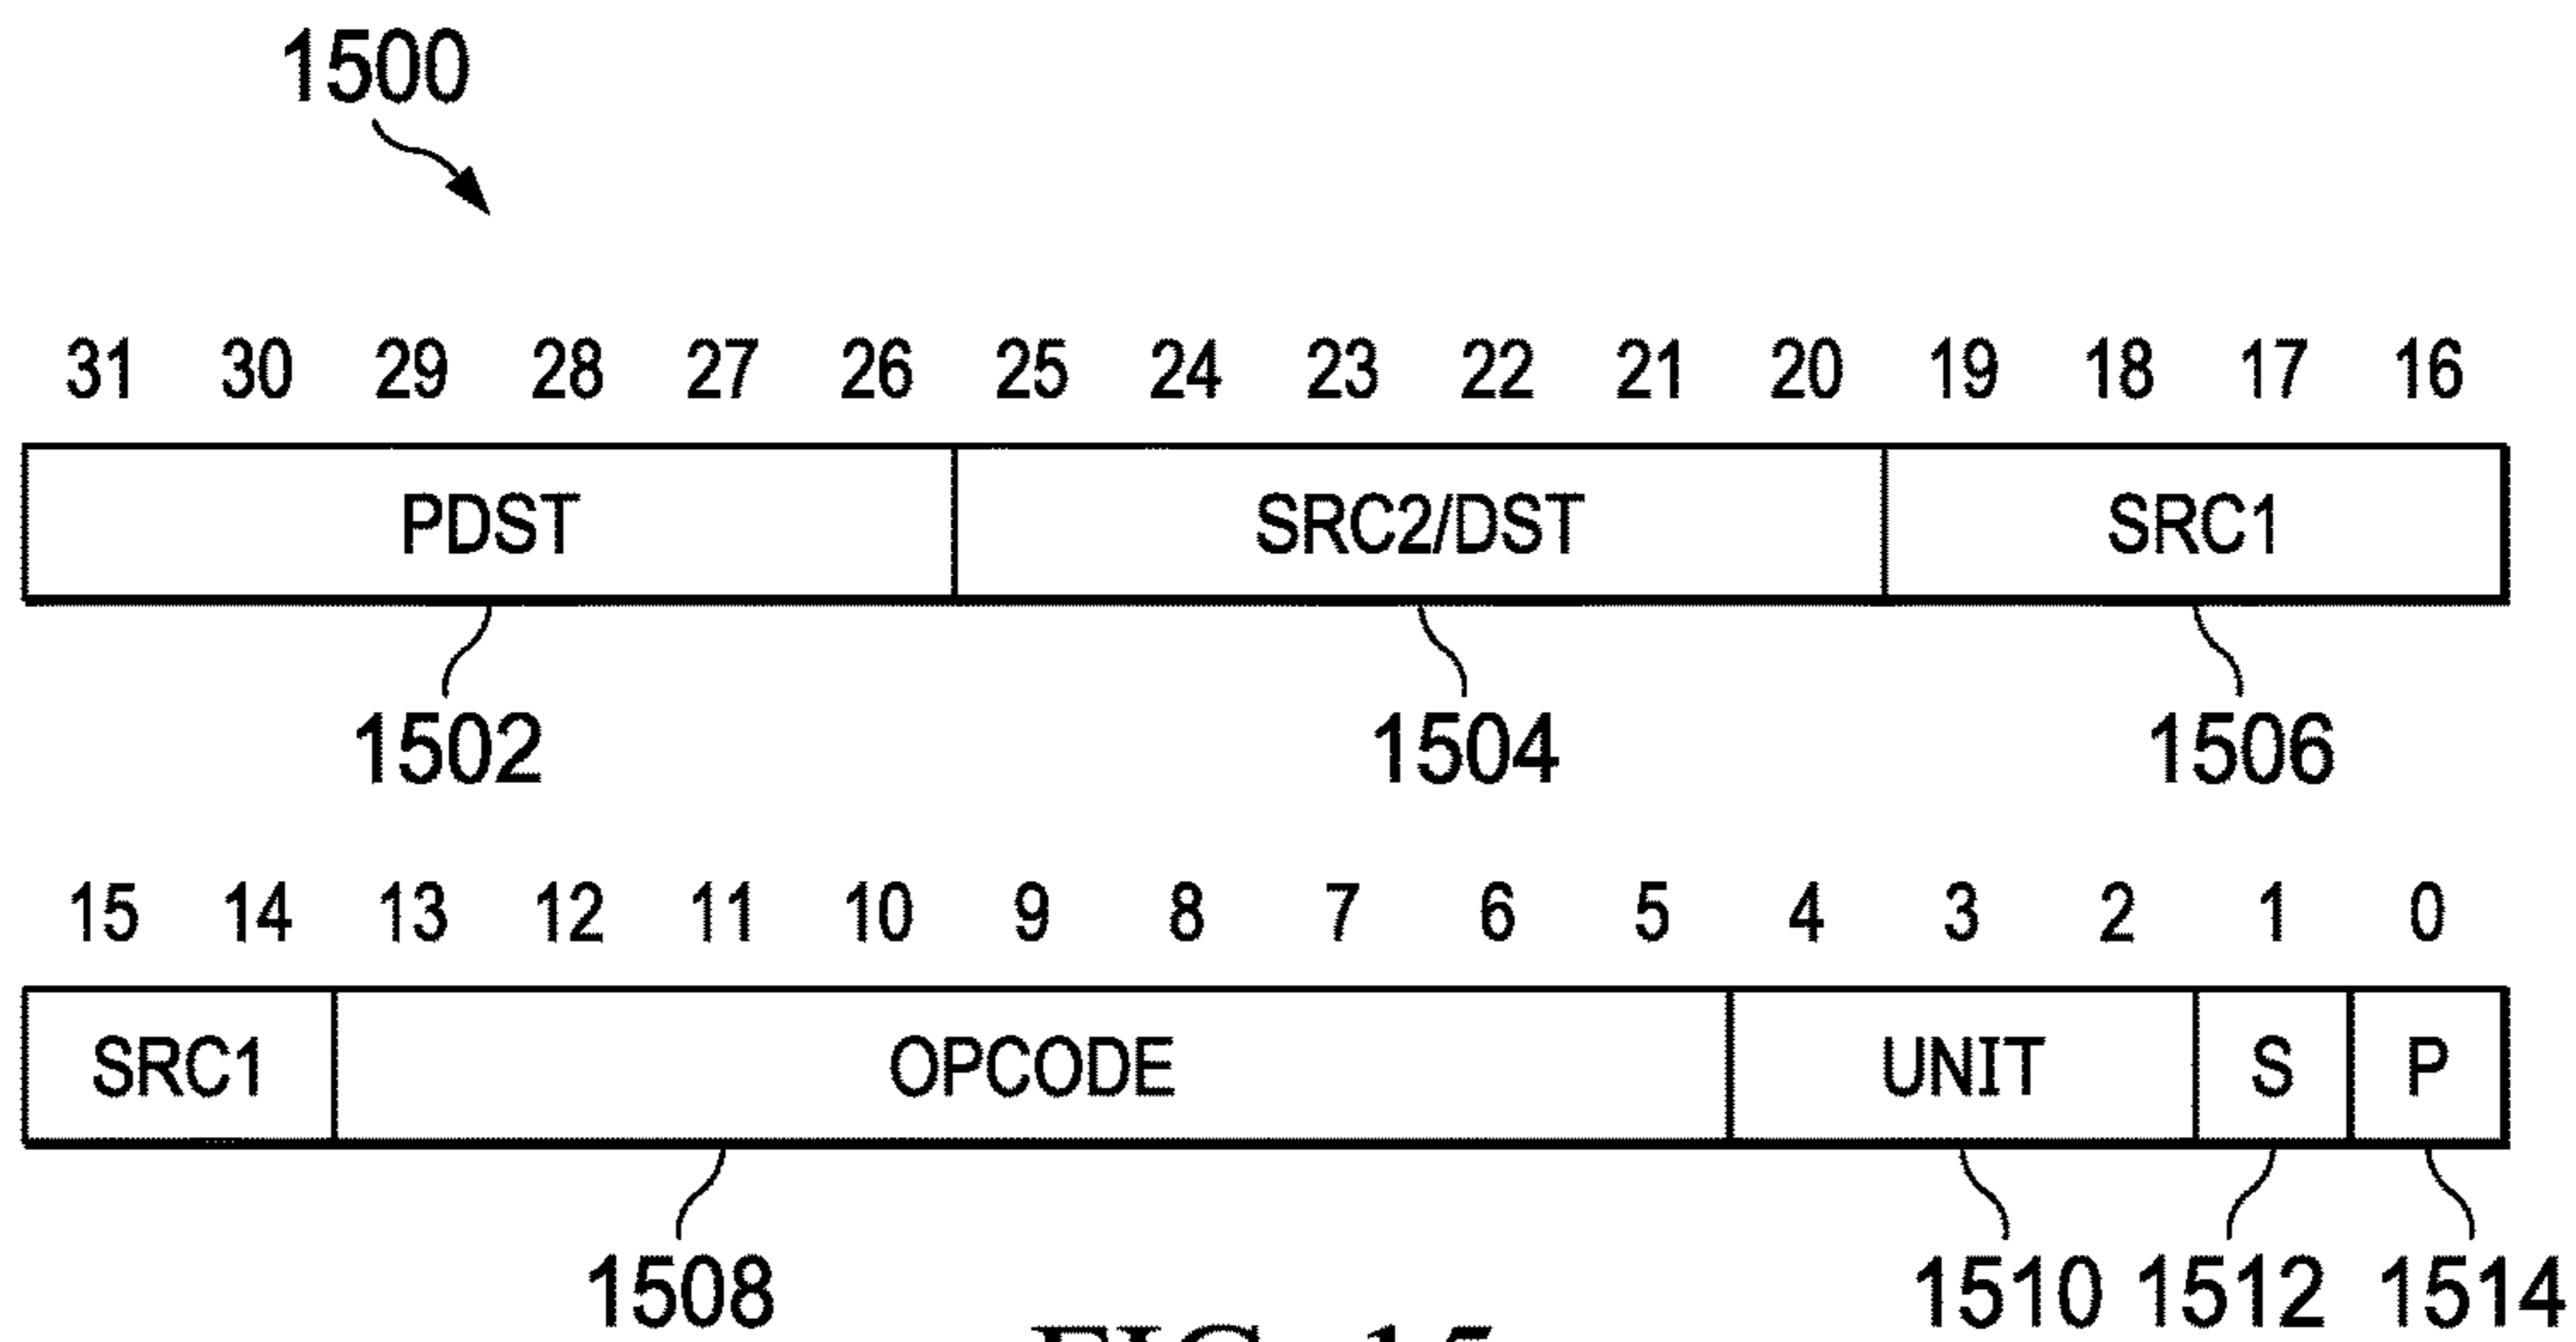 1500
31 30 29 28 27 26 25 24 23 22 21 20 19 18 17 16
PDST SRC2/DST SRC1
1502 1504 1506
15 14 13 12 11 10 9 8 7 6 5 4 3 2 1 0
SRC1 OPCODE UNIT S P
1508 1510 1512 1514
FIG. 15